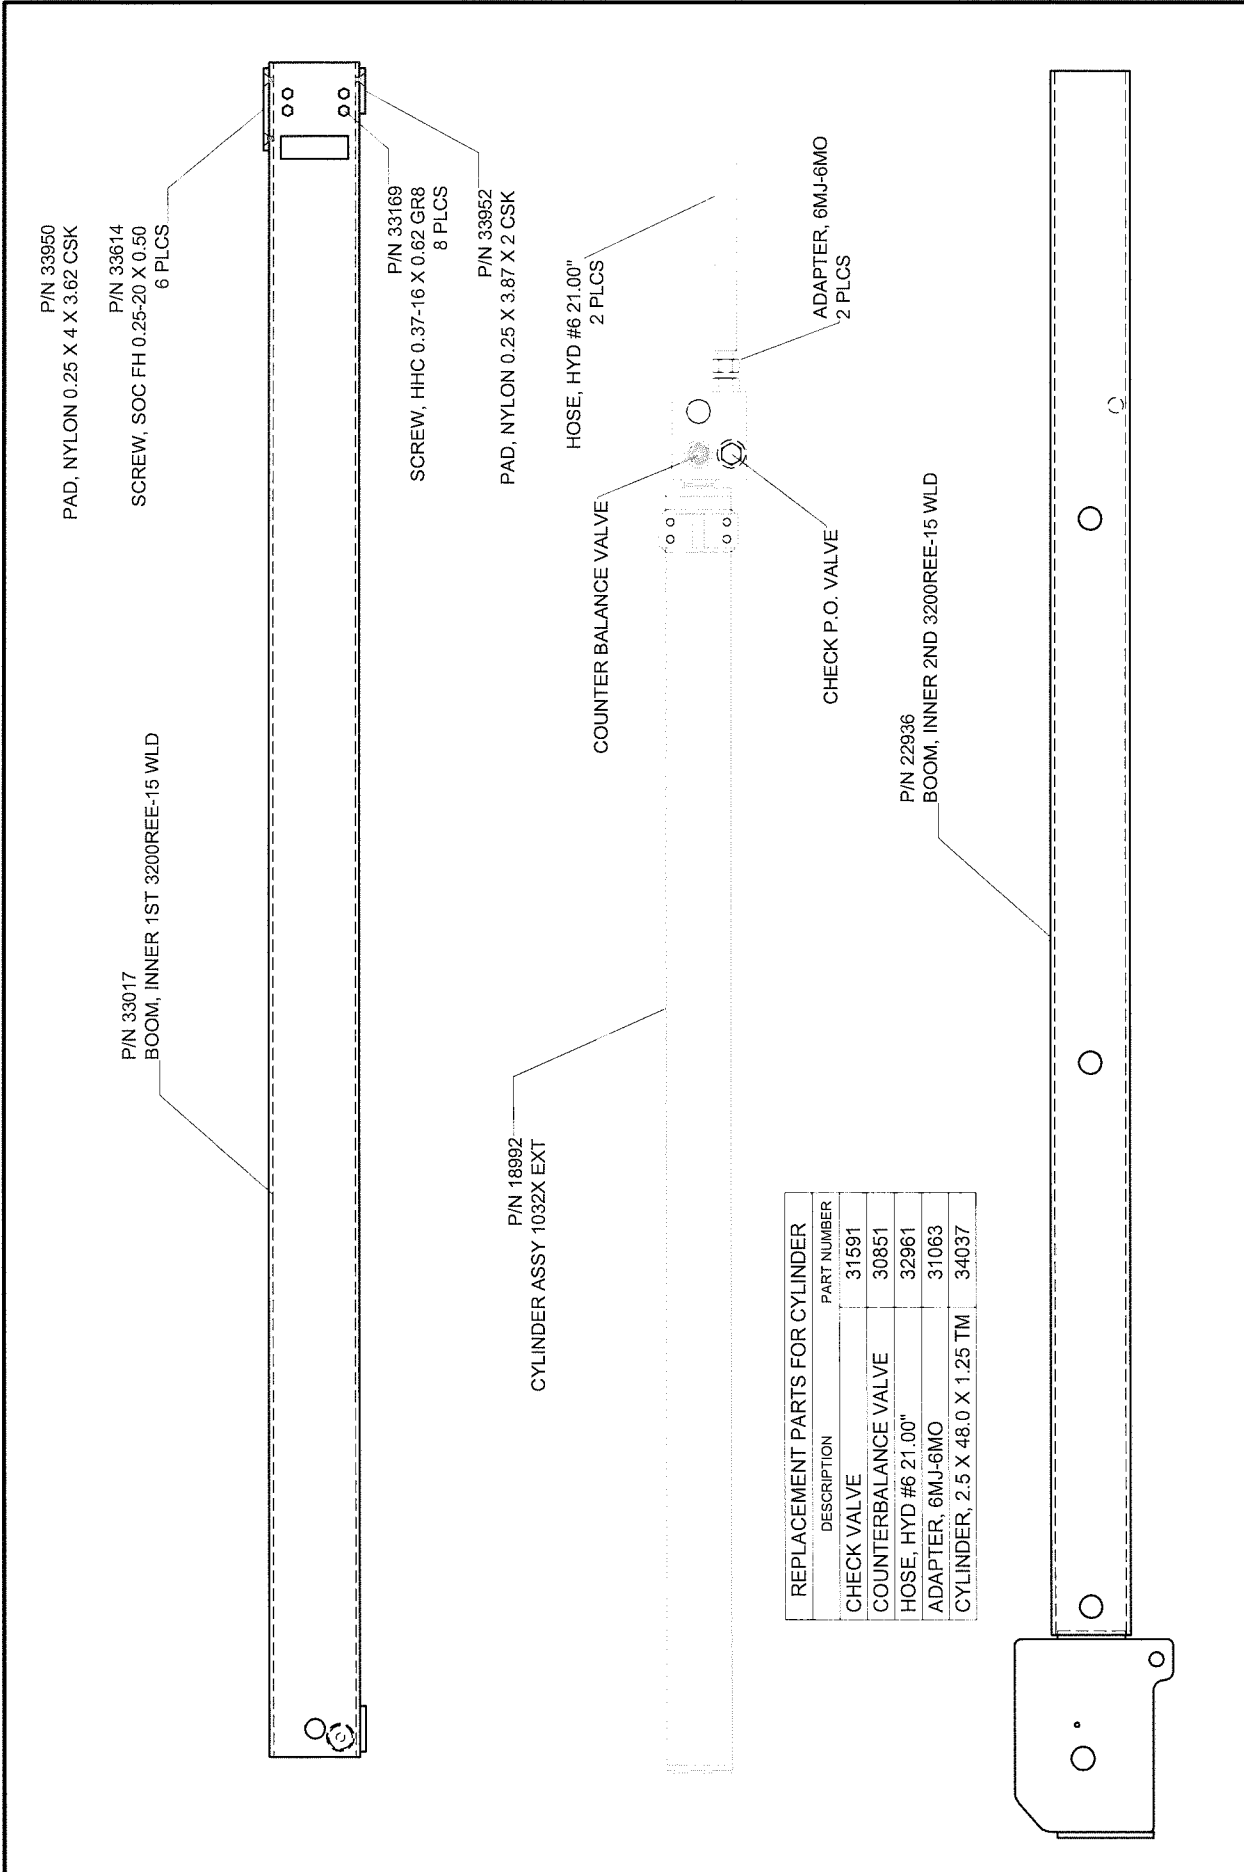 P/N 33950
PAD, NYLON 0.25 X 4 X 3.62 CSK
P/N 33614
SCREW, SOC FH 0.25-20 X 0.50
6 PLCS
P/N 33169
SCREW, HHC 0.37-16 X 0.62 GR8
8 PLCS
P/N 33952
PAD, NYLON 0.25 X 3.87 X 2 CSK
P/N 33017
BOOM, INNER 1ST 3200REE-15 WLD
HOSE, HYD #6 21.00"
2 PLCS
COUNTER BALANCE VALVE
ADAPTER, 6MJ-6MO
2 PLCS
CHECK P.O. VALVE
P/N 18992
CYLINDER ASSY 1032X EXT
P/N 22936
BOOM, INNER 2ND 3200REE-15 WLD
REPLACEMENT PARTS FOR CYLINDER
DESCRIPTION PART NUMBER
CHECK VALVE 31591
COUNTERBALANCE VALVE 30851
HOSE, HYD #6 21.00" 32961
ADAPTER, 6MJ-6MO 31063
CYLINDER, 2.5 X 48.0 X 1.25 TM 34037